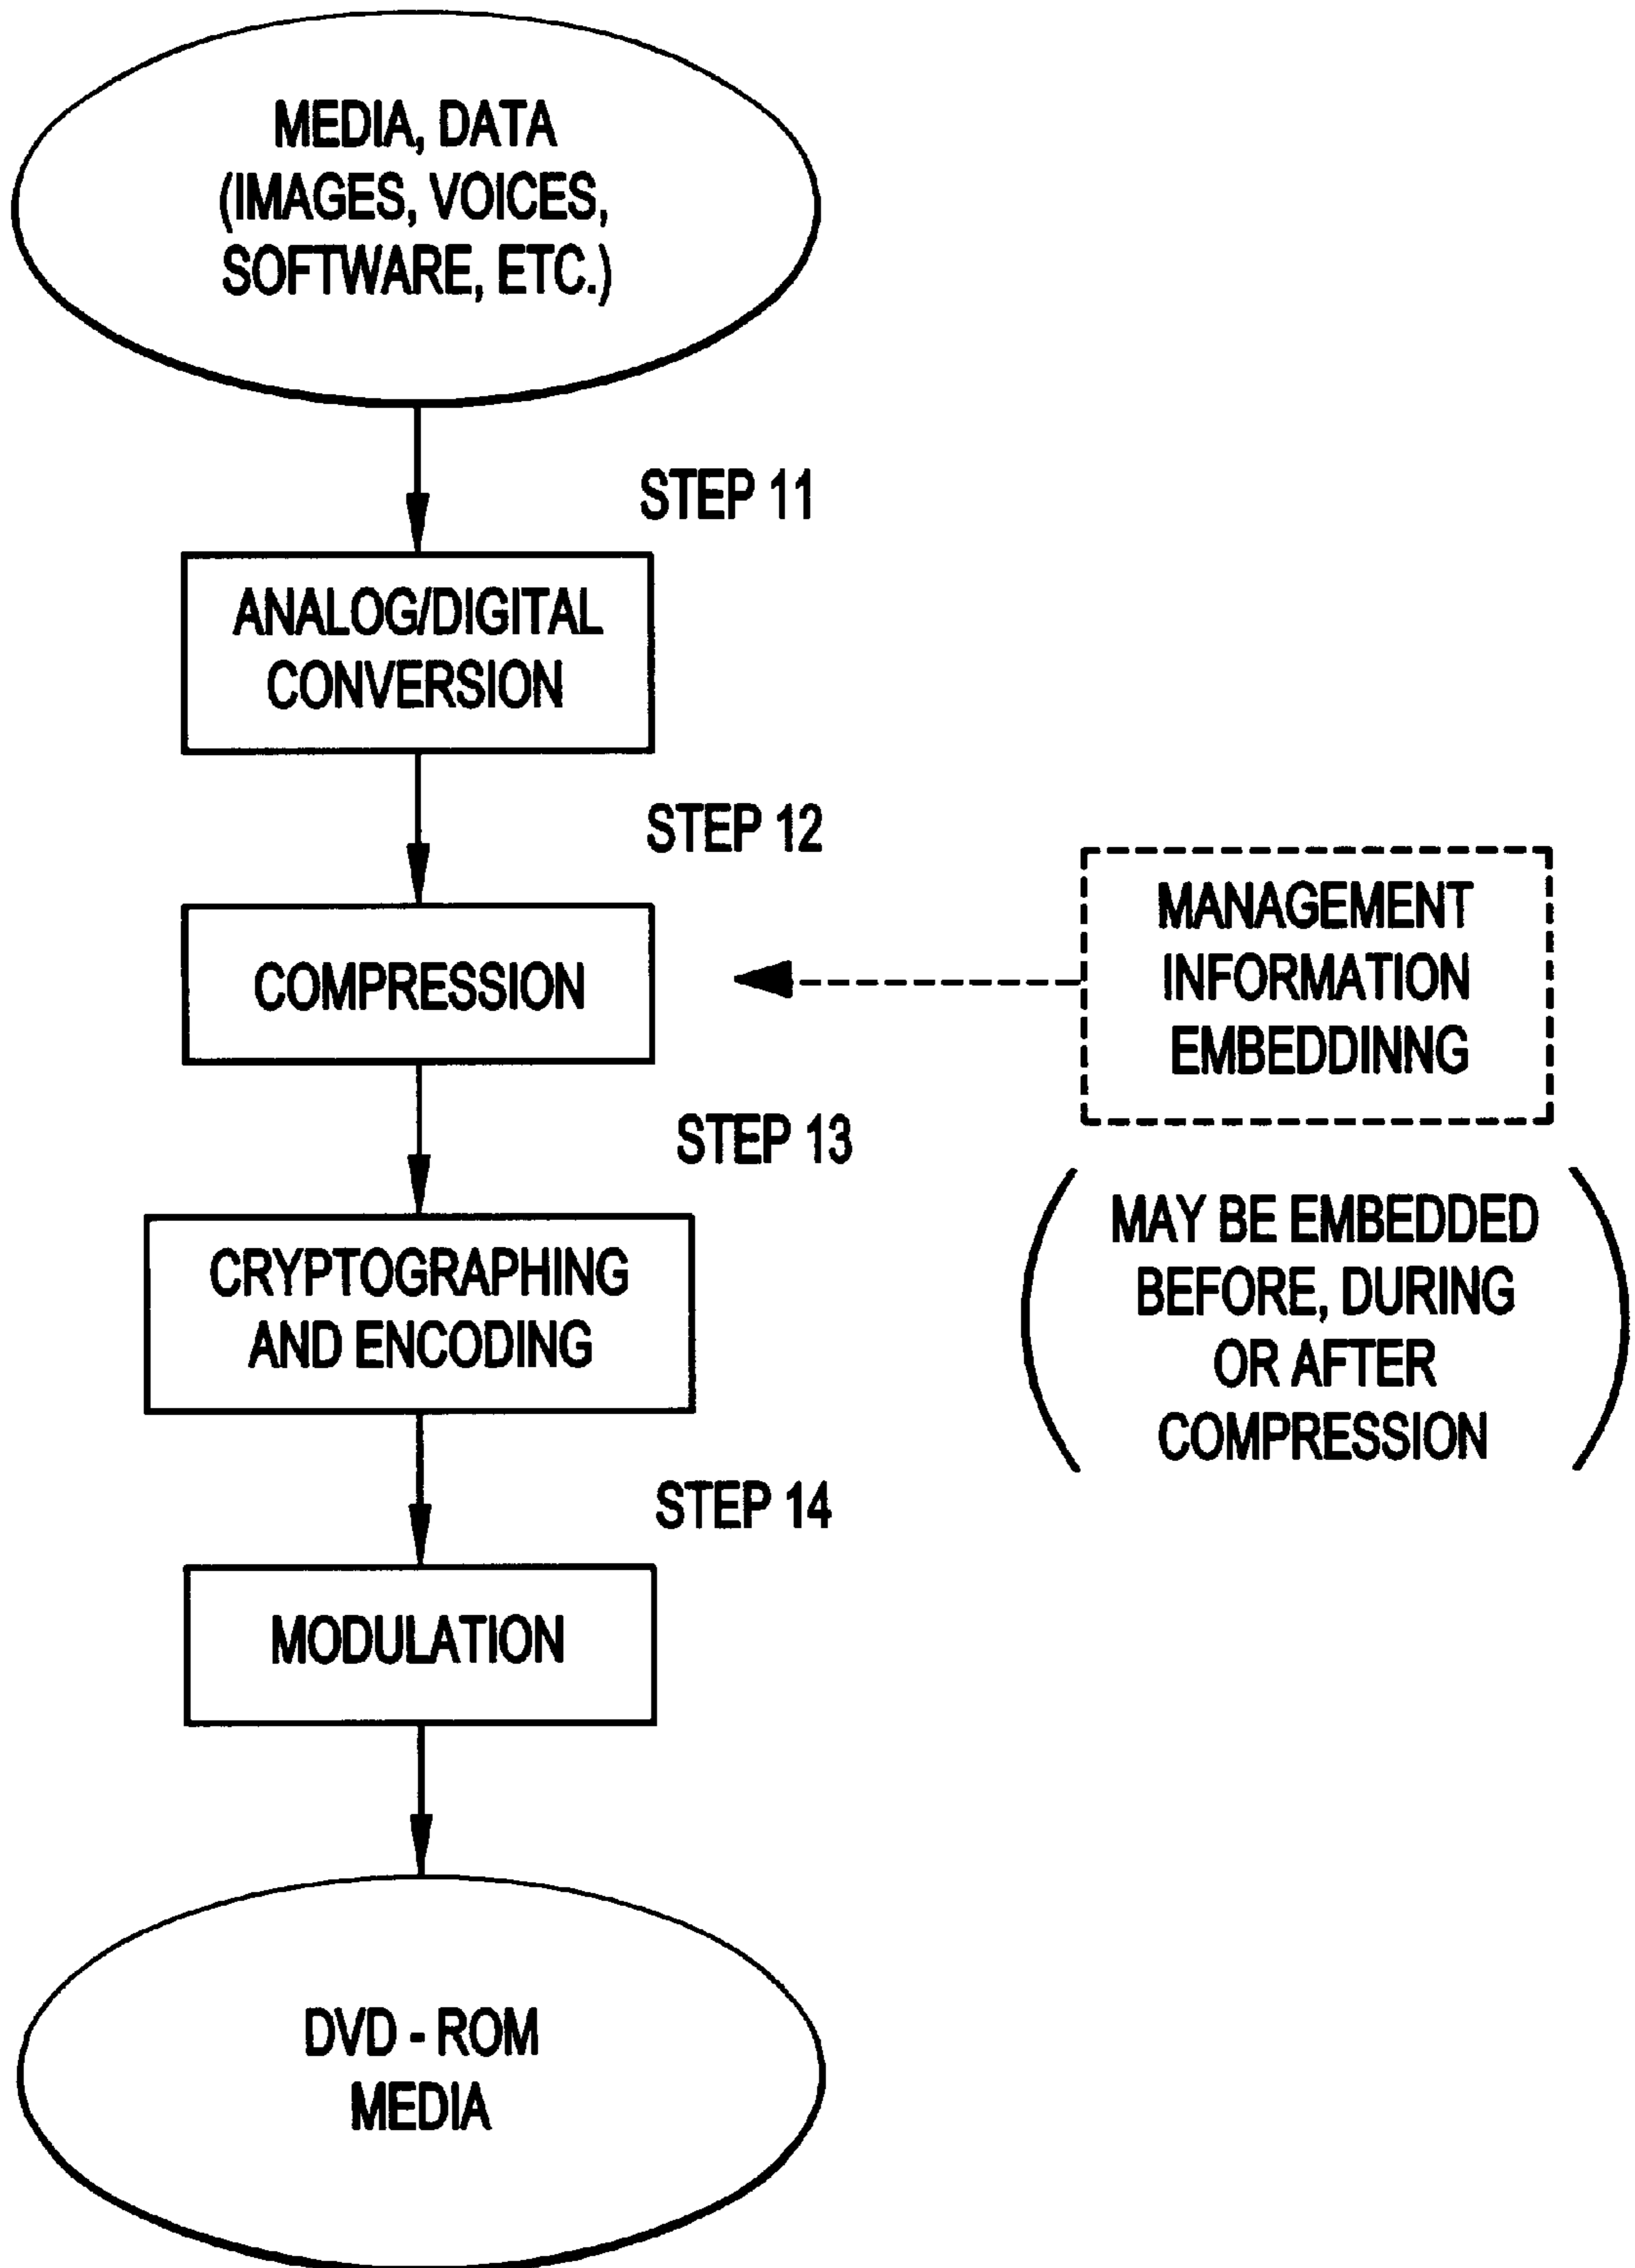 MEDIA, DATA
(IMAGES, VOICES,
SOFTWARE, ETC.)
STEP 11
ANALOG/DIGITAL
CONVERSION
STEP 12
COMPRESSION
MANAGEMENT
INFORMATION
EMBEDDINNG
(MAY BE EMBEDDED
BEFORE, DURING
OR AFTER
COMPRESSION)
STEP 13
CRYPTOGRAPHING
AND ENCODING
STEP 14
MODULATION
DVD - ROM
MEDIA